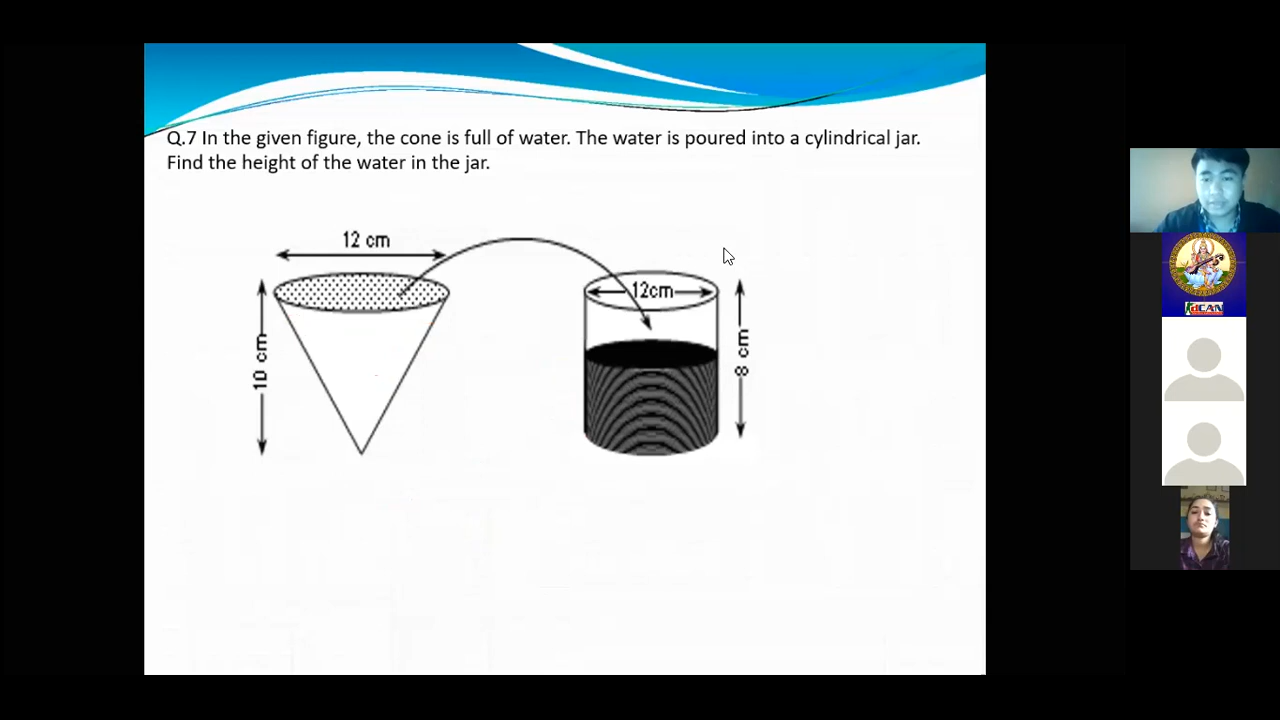 Q.7 In the given figure, the cone is full of water. The water is poured into a cylindrical jar.
Find the height of the water in the jar.
12 cm
10 cm
12cm
8 cm